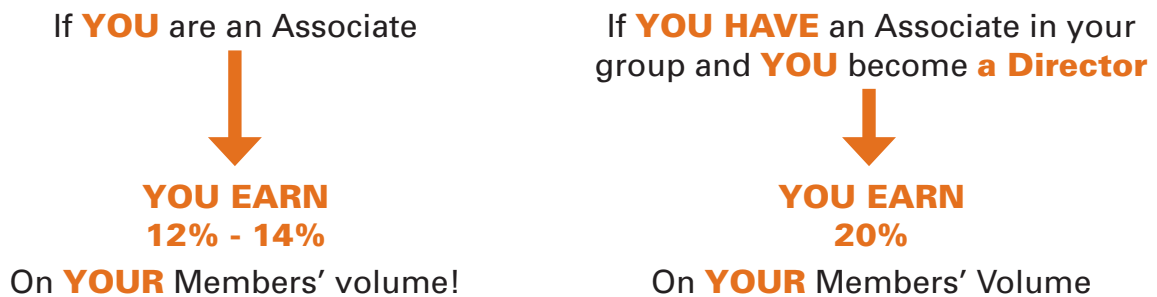 If YOU are an Associate
YOU EARN
12% - 14%
On YOUR Members’ volume!
If YOU HAVE an Associate in your
group and YOU become a Director
YOU EARN
20%
On YOUR Members’ Volume